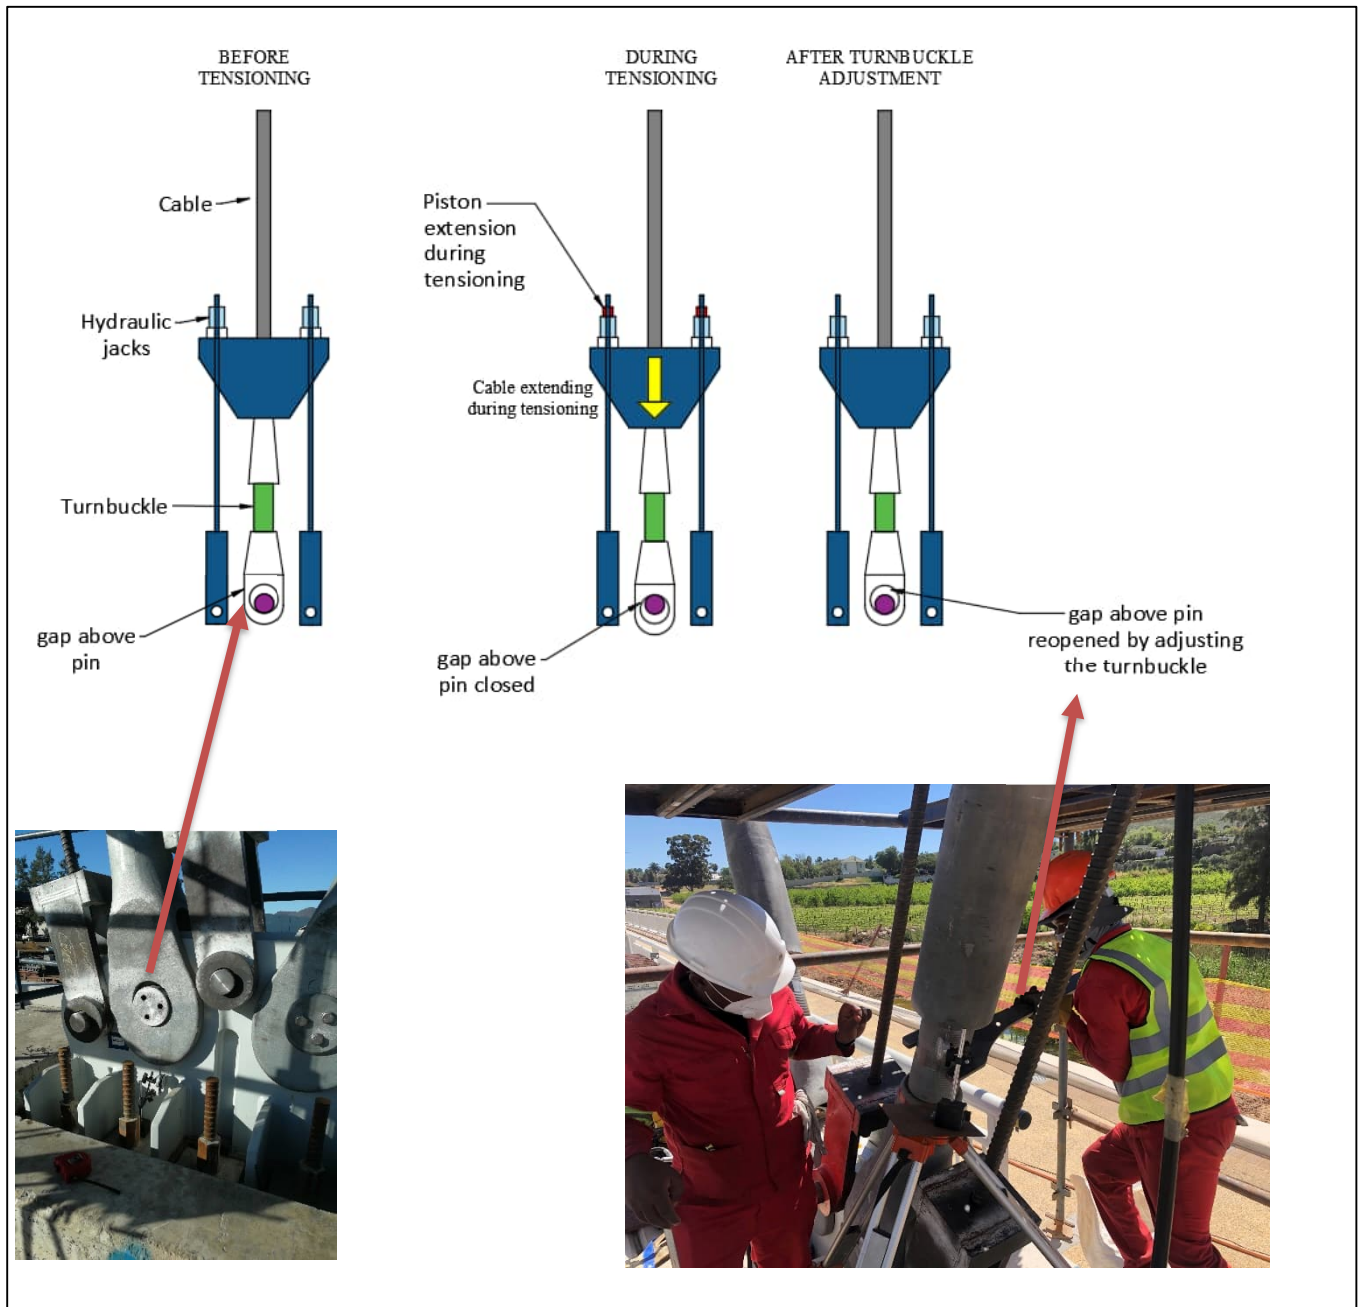 BEFORE
TENSIONING
DURING
TENSIONING
AFTER TURNBUCKLE
ADJUSTMENT
Cable
Hydraulic
jacks
Turnbuckle
gap above
pin
Piston
extension
during
tensioning
Cable extending
during tensioning
gap above
pin closed
gap above pin
reopened by adjusting
the turnbuckle